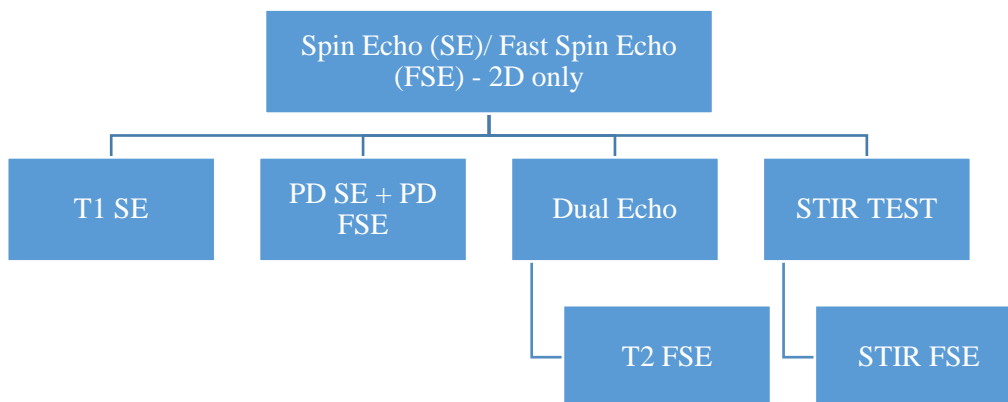 Spin Echo (SE)/ Fast Spin Echo
(FSE) - 2D only
T1 SE
PD SE + PD
FSE
Dual Echo
STIR TEST
T2 FSE
STIR FSE